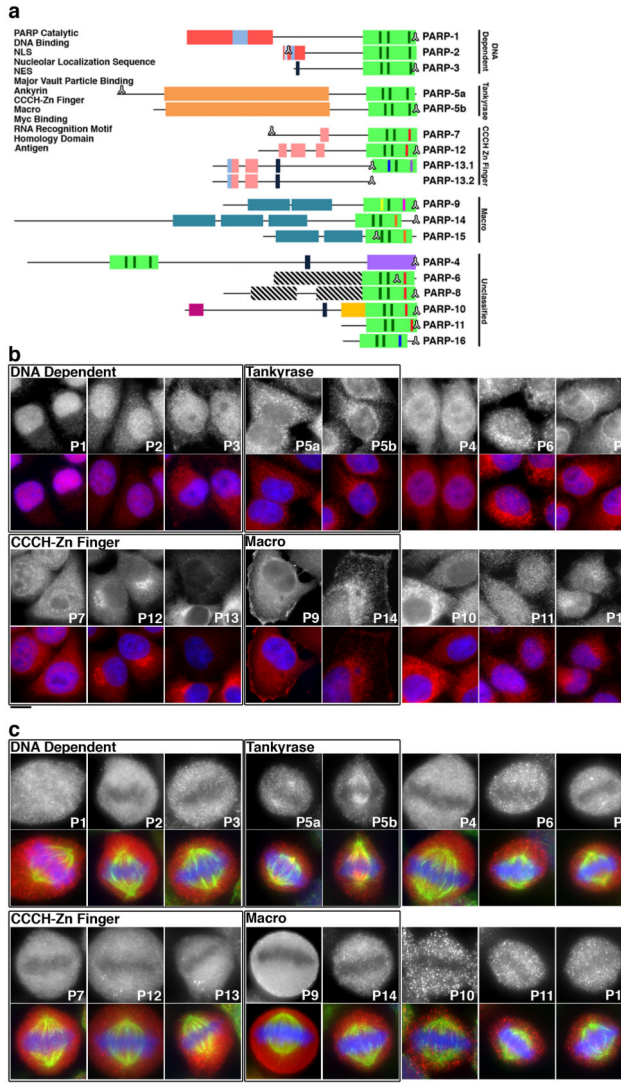 a
PARP Catalytic
DNA Binding
NLS
Nucleolar Localization Sequence
NES
Major Vault Particle Binding
Ankyrin
CCCH-Zn Finger
Macro
Myc Binding
RNA Recognition Motif
Homology Domain
Antigen
PARP-1
PARP-2
PARP-3
DNA
Dependent
PARP-5a
PARP-5b
Tankyrase
PARP-7
PARP-12
PARP-13.1
PARP-13.2
CCCH Zn Finger
PARP-9
PARP-14
PARP-15
Macro
PARP-4
PARP-6
PARP-8
PARP-10
PARP-11
PARP-16
Unclassified
b
DNA Dependent
Tankyrase
P1
P2
P3
P5a
P5b
P4
P6
P
CCCH-Zn Finger
Macro
P7
P12
P13
P9
P14
P10
P11
P1
c
DNA Dependent
Tankyrase
P1
P2
P3
P5a
P5b
P4
P6
P
CCCH-Zn Finger
Macro
P7
P12
P13
P9
P14
P10
P11
P1